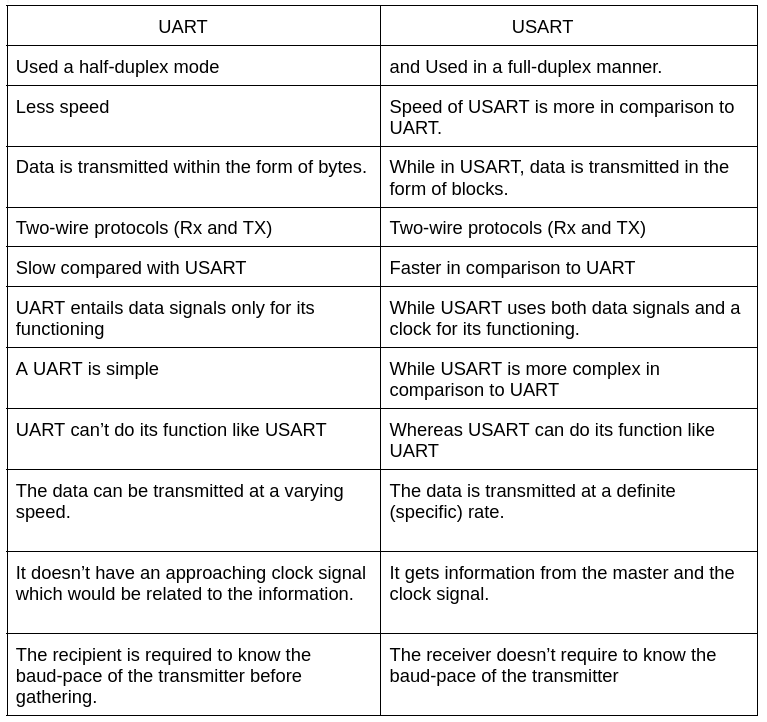 UART USART
Used a half-duplex mode and Used in a full-duplex manner.
Less speed Speed of USART is more in comparison to
UART.
Data is transmitted within the form of bytes. While in USART, data is transmitted in the
form of blocks.
Two-wire protocols (Rx and TX) Two-wire protocols (Rx and TX)
Slow compared with USART Faster in comparison to UART
UART entails data signals only for its
functioning
While USART uses both data signals and a
clock for its functioning.
A UART is simple While USART is more complex in
comparison to UART
UART can’t do its function like USART Whereas USART can do its function like
UART
The data can be transmitted at a varying
speed.
The data is transmitted at a definite
(specific) rate.
It doesn’t have an approaching clock signal
which would be related to the information.
It gets information from the master and the
clock signal.
The recipient is required to know the
baud-pace of the transmitter before
gathering.
The receiver doesn’t require to know the
baud-pace of the transmitter